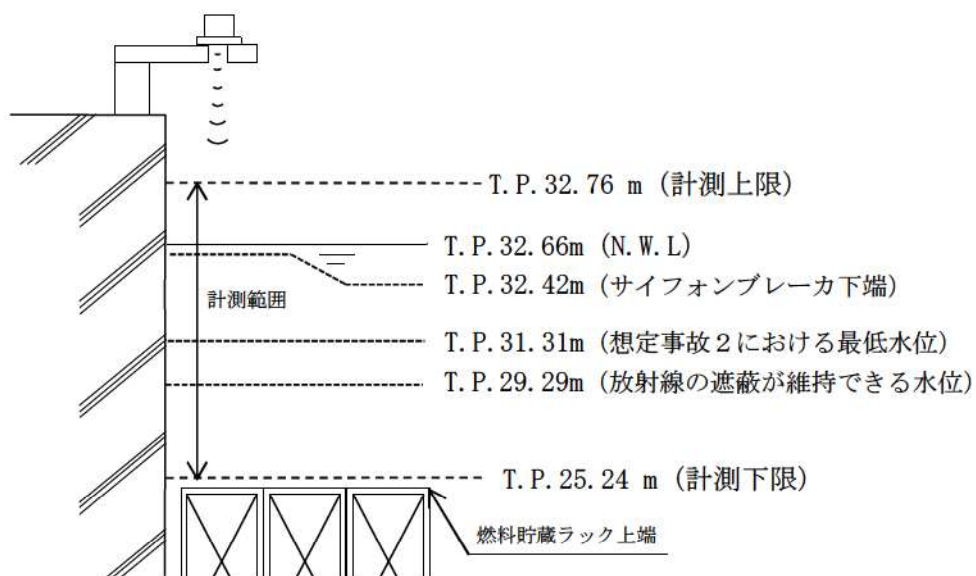 T.P.32.76 m (計測上限)
T.P.32.66m (N.W.L)
T.P.32.42m (サイフォンブレーカ下端)
計測範囲
T.P.31.31m (想定事故2における最低水位)
T.P.29.29m (放射線の遮蔽が維持できる水位)
T.P.25.24 m (計測下限)
燃料貯蔵ラック上端